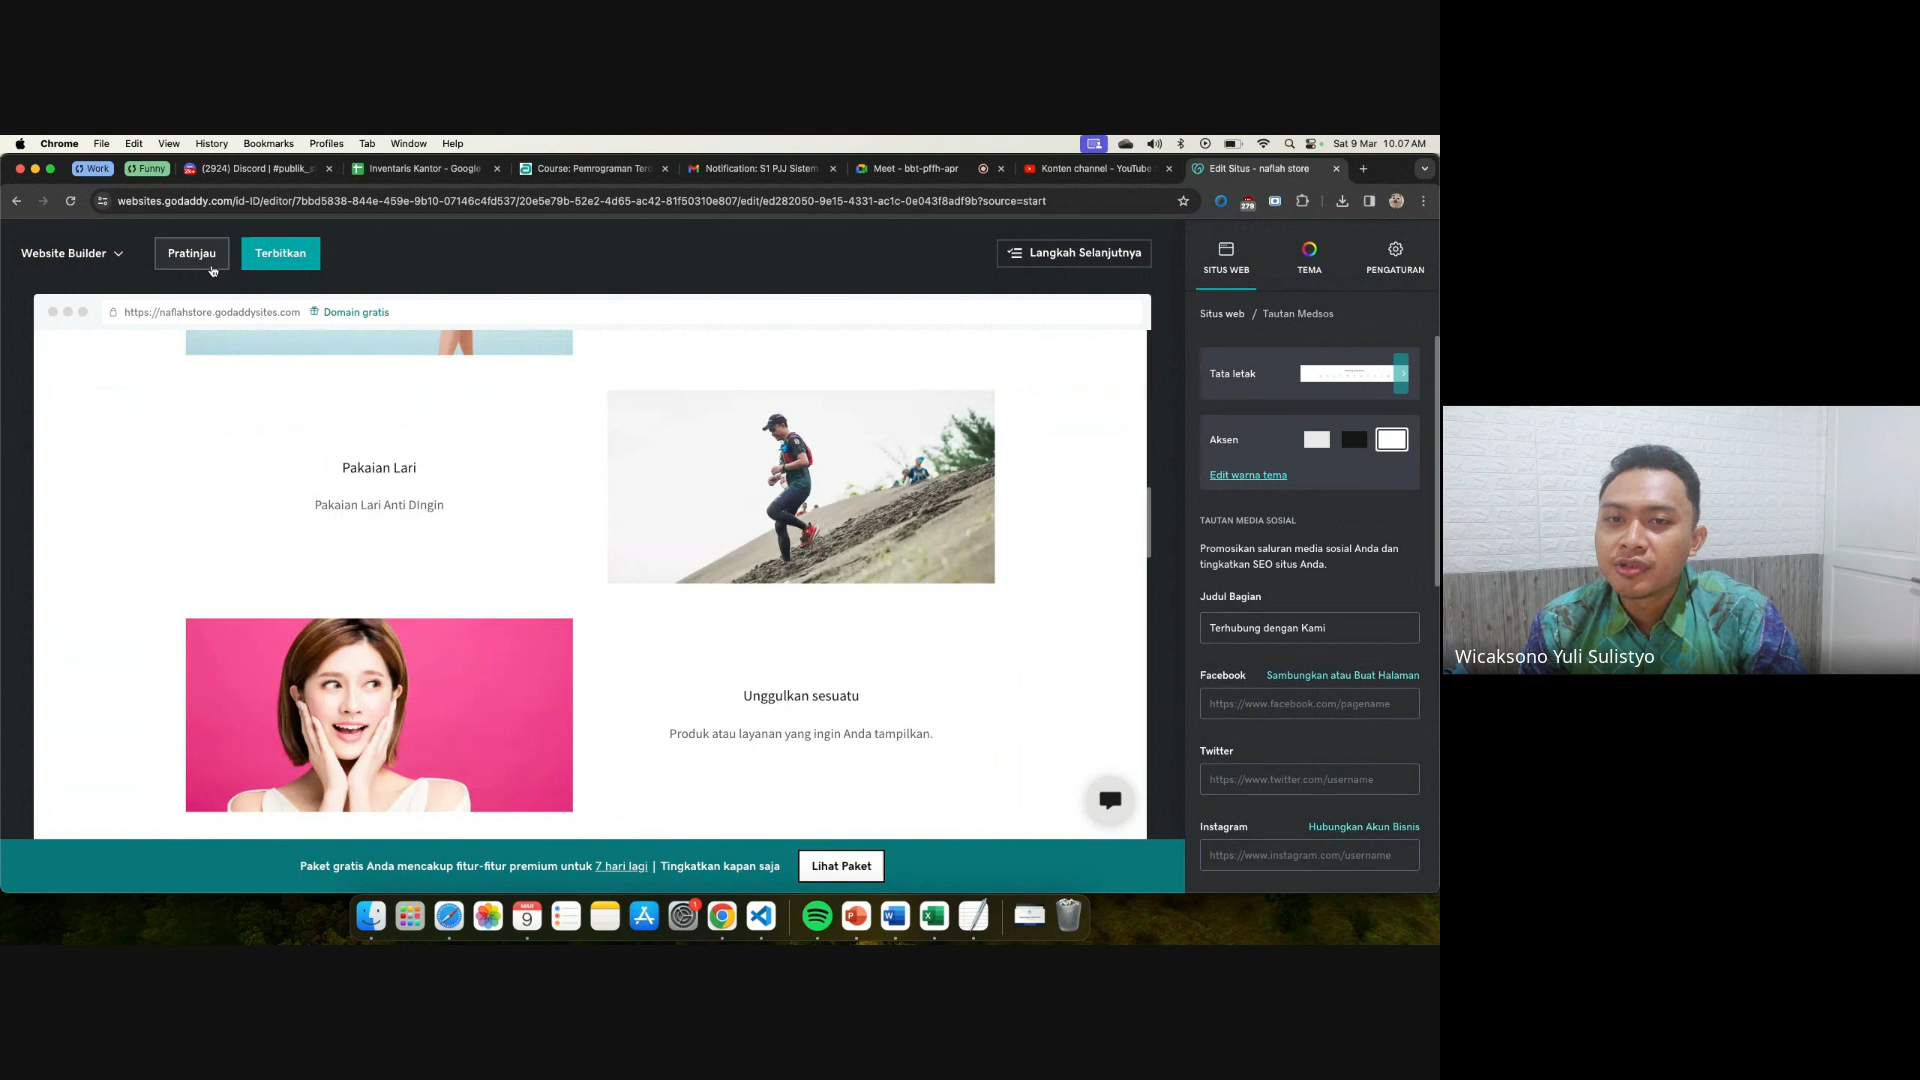 Chrome File Edit View History Bookmarks Profiles Tab Window Help
Sat 9 Mar 10.07 AM
Work Funny (2924) Discord | #publik_s Inventaris Kantor - Google Course: Pemrograman Ter Notification: S1 PJJ Sistem Meet - bbt-pffh-apr Konten channel - YouTube Edit Situs - naflah store
websites.godaddy.com/id-ID/editor/7bbd5838-844e-459e-9b10-07146c4fd537/20e5e79b-52e2-4d65-ac42-81f50310e807/edit/ed282050-9e15-4331-ac1c-0e043f8adf9b?source=start
279
Website Builder Pratinjau Terbitkan Langkah Selanjutnya
https://naflahstore.godaddysites.com Domain gratis
Pakaian Lari
Pakaian Lari Anti DIngin
Unggulkan sesuatu
Produk atau layanan yang ingin Anda tampilkan.
Paket gratis Anda mencakup fitur-fitur premium untuk 7 hari lagi | Tingkatkan kapan saja Lihat Paket
SITUS WEB TEMA PENGATURAN
Situs web / Tautan Medsos
Tata letak
Aksen
Edit warna tema
TAUTAN MEDIA SOSIAL
Promosikan saluran media sosial Anda dan
tingkatkan SEO situs Anda.
Judul Bagian
Terhubung dengan Kami
Facebook Sambungkan atau Buat Halaman
https://www.facebook.com/pagename
Twitter
https://www.twitter.com/username
Instagram Hubungkan Akun Bisnis
https://www.instagram.com/username
MAR
9
1
Wicaksono Yuli Sulistyo